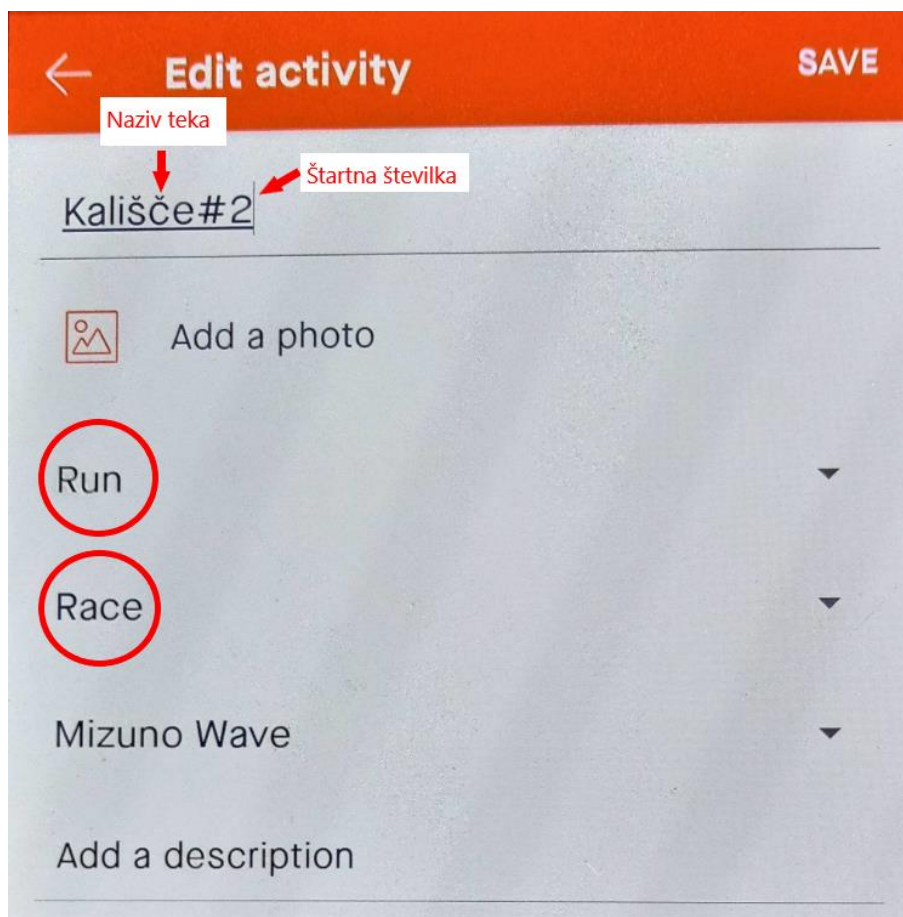 Edit activity SAVE
Naziv teka
Štartna številka
Kališče#2
Add a photo
Run
Race
Mizuno Wave
Add a description